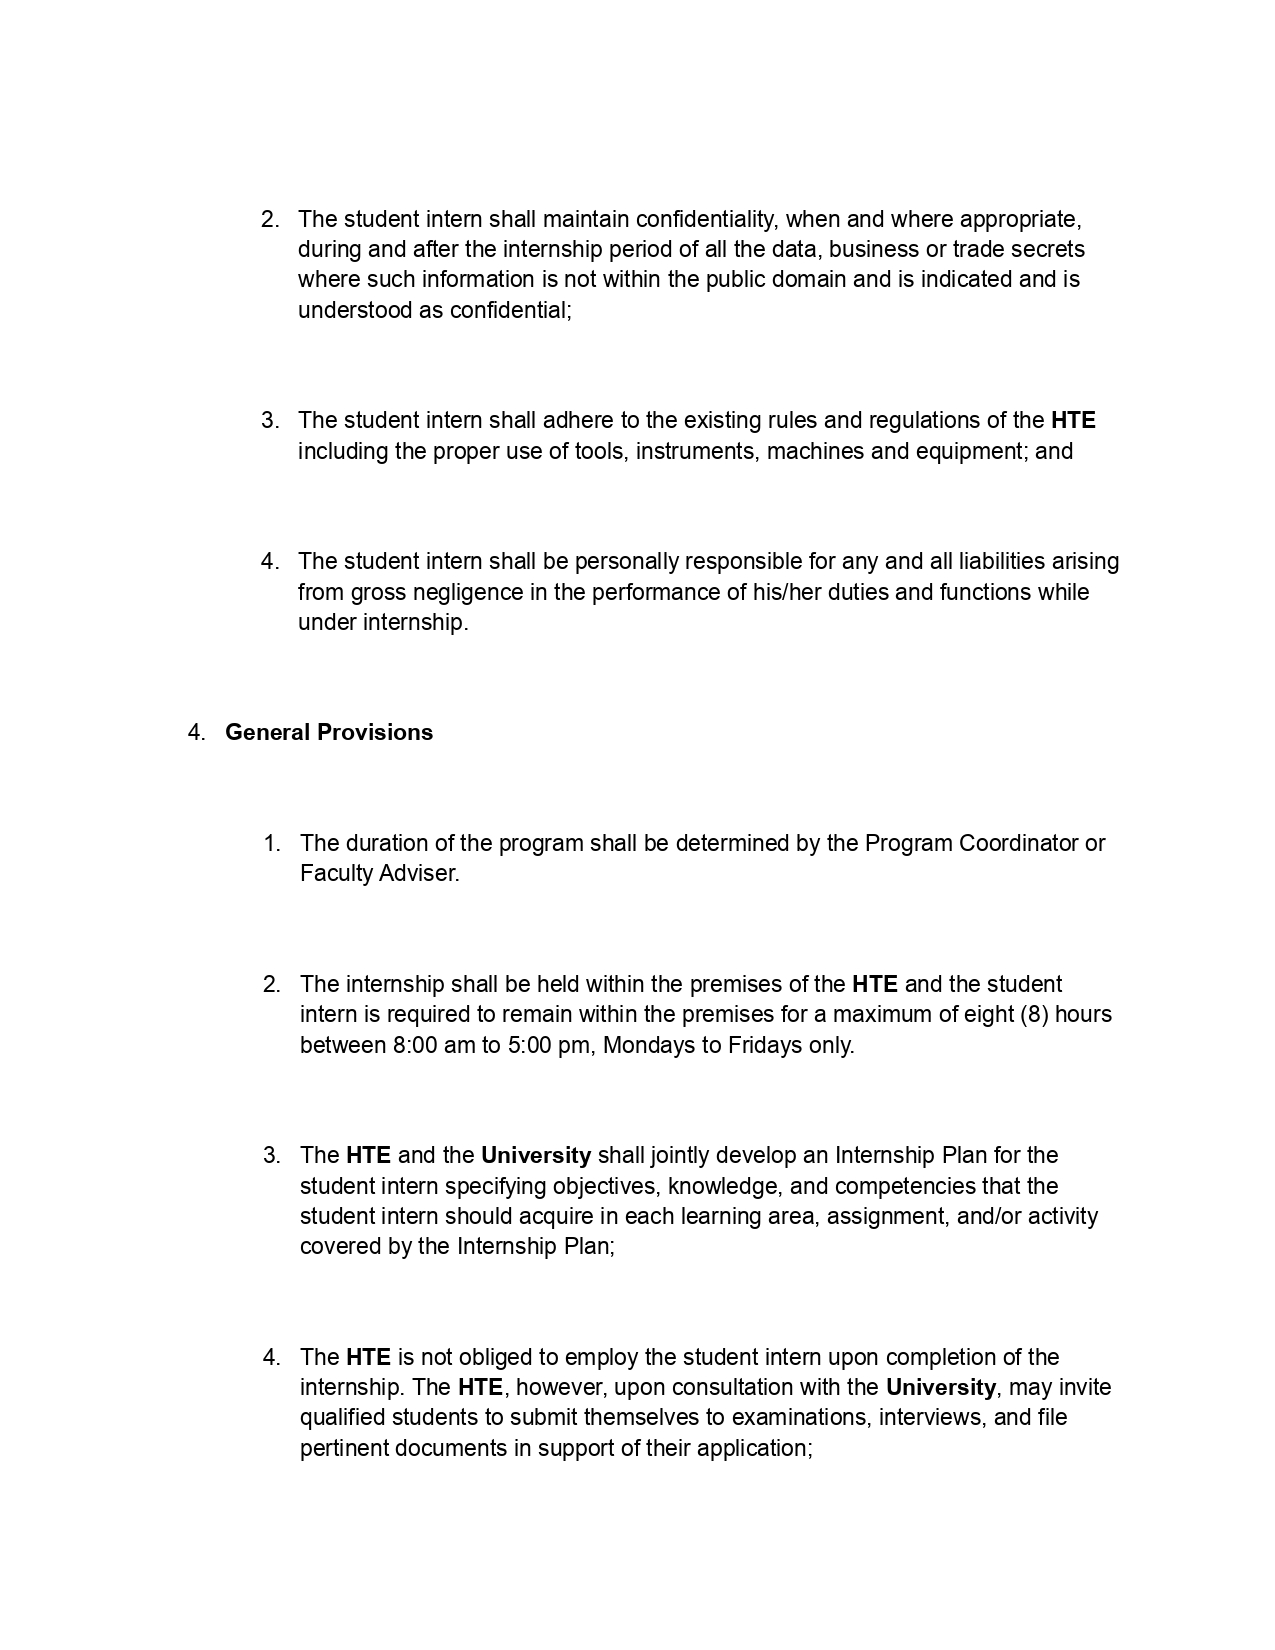 2. The student intern shall maintain confidentiality, when and where appropriate,
during and after the internship period of all the data, business or trade secrets
where such information is not within the public domain and is indicated and is
understood as confidential;
3. The student intern shall adhere to the existing rules and regulations of the HTE
including the proper use of tools, instruments, machines and equipment; and
4. The student intern shall be personally responsible for any and all liabilities arising
from gross negligence in the performance of his/her duties and functions while
under internship.
4. General Provisions
1. The duration of the program shall be determined by the Program Coordinator or
Faculty Adviser.
2. The internship shall be held within the premises of the HTE and the student
intern is required to remain within the premises for a maximum of eight (8) hours
between 8:00 am to 5:00 pm, Mondays to Fridays only.
3. The HTE and the University shall jointly develop an Internship Plan for the
student intern specifying objectives, knowledge, and competencies that the
student intern should acquire in each learning area, assignment, and/or activity
covered by the Internship Plan;
4. The HTE is not obliged to employ the student intern upon completion of the
internship. The HTE, however, upon consultation with the University, may invite
qualified students to submit themselves to examinations, interviews, and file
pertinent documents in support of their application;